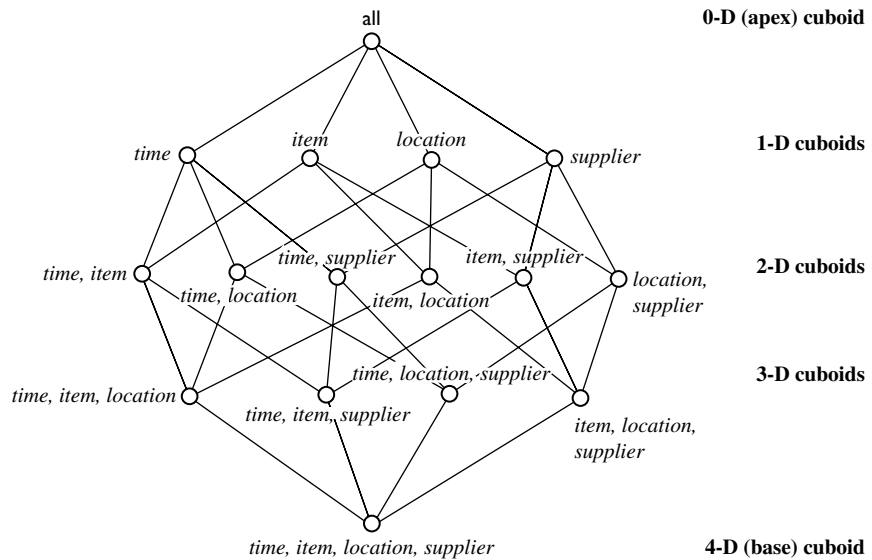 all
0-D (apex) cuboid
time
item
location
supplier
1-D cuboids
time, item
time, location
time, supplier
item, location
item, supplier
location,
supplier
2-D cuboids
time, item, location
time, item, supplier
time, location, supplier
item, location,
supplier
3-D cuboids
time, item, location, supplier
4-D (base) cuboid